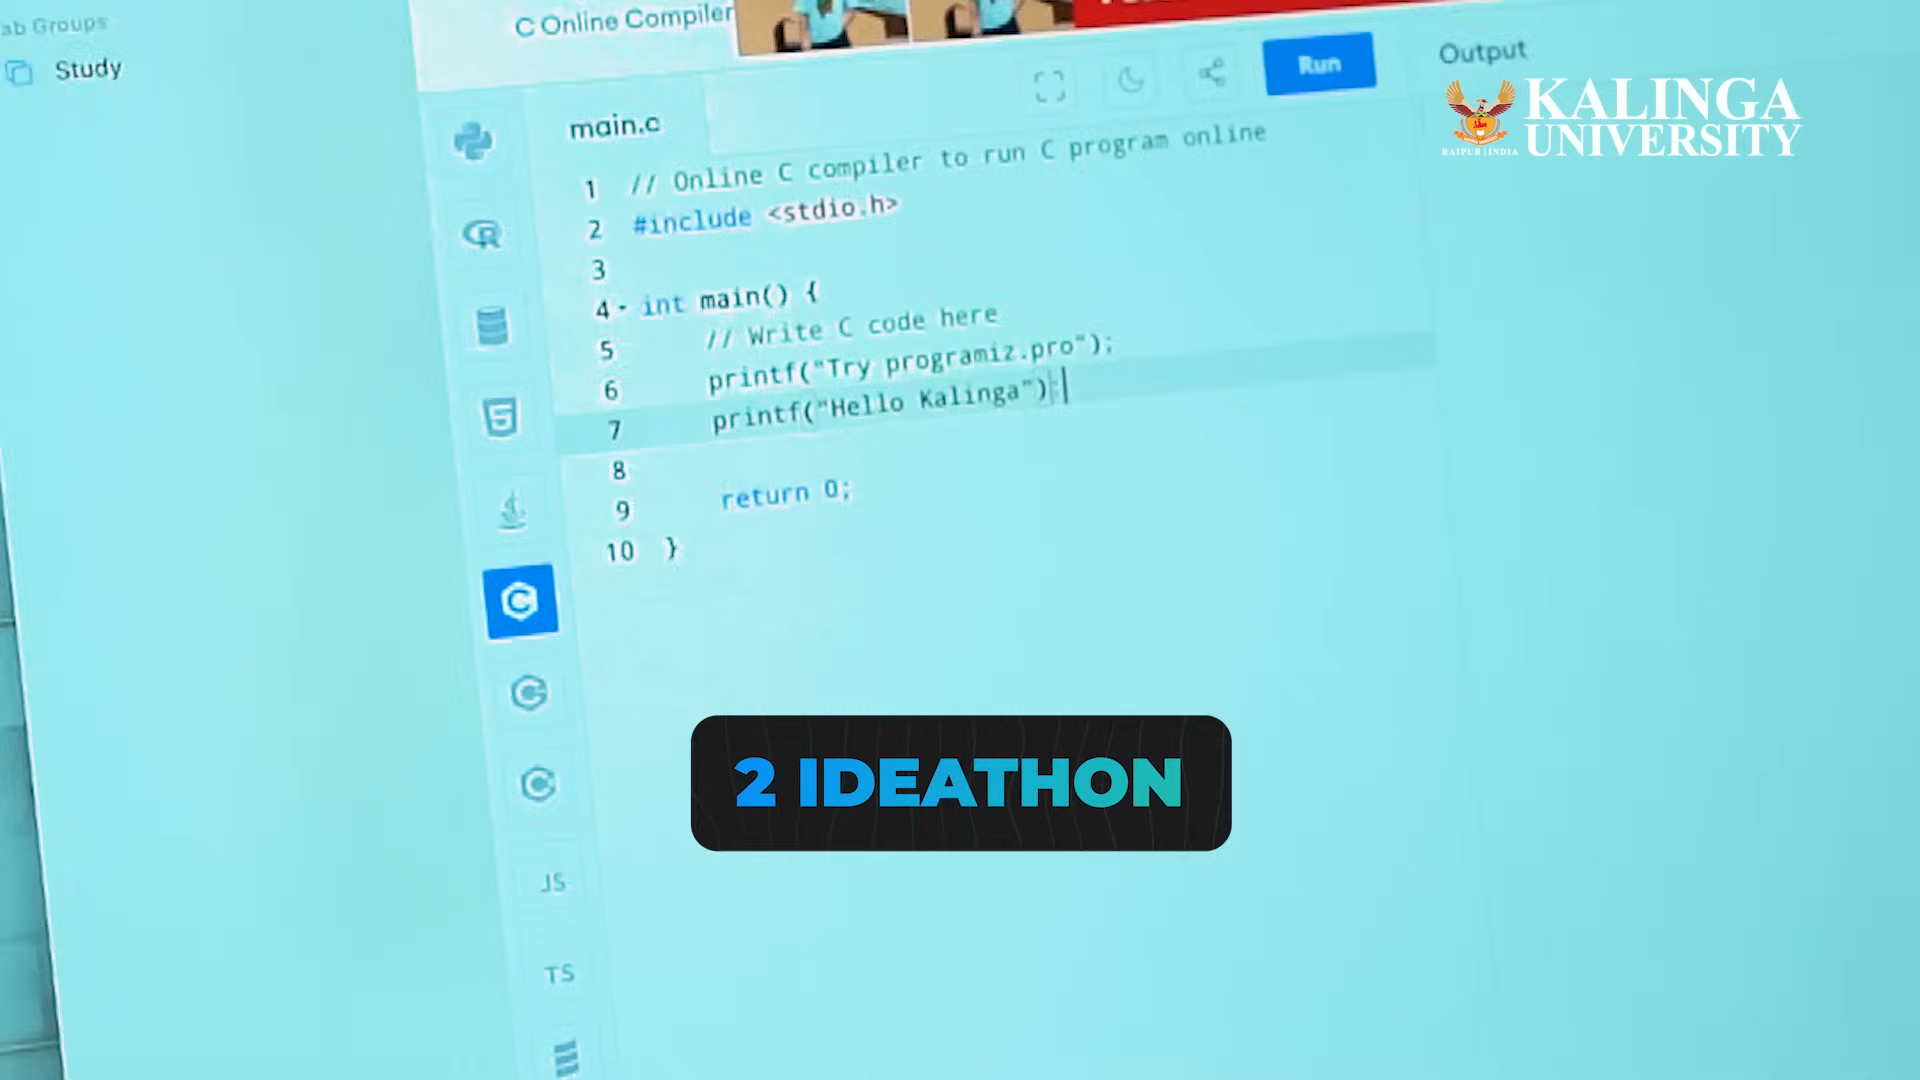 ab Groups
Study
C Online Compiler
Run
Output
main.c
KALINGA
UNIVERSITY
RAIPUR | INDIA
1 // Online C compiler to run C program online
2 #include <stdio.h>
3
4 int main() {
5 // Write C code here
6 printf("Try programiz.pro");
7 printf("Hello Kalinga");
8
9 return 0;
10 }
JS
TS
2 IDEATHON